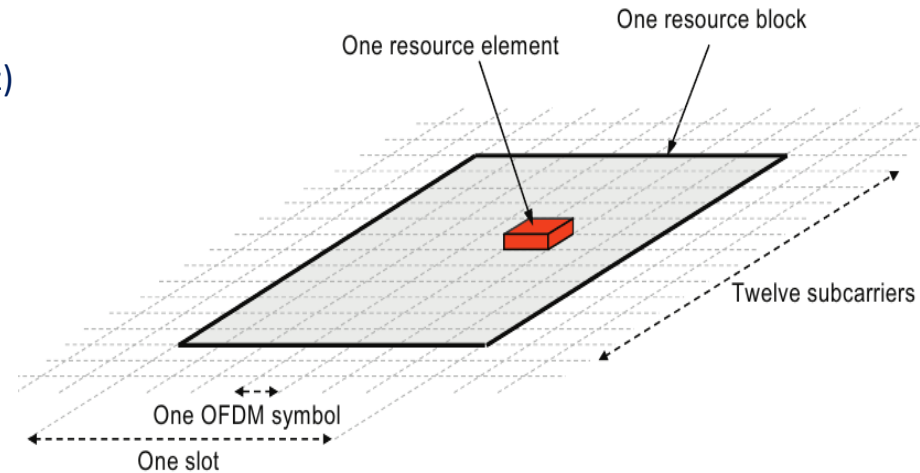 One resource block
One resource element
)
Twelve subcarriers
One OFDM symbol
One slot